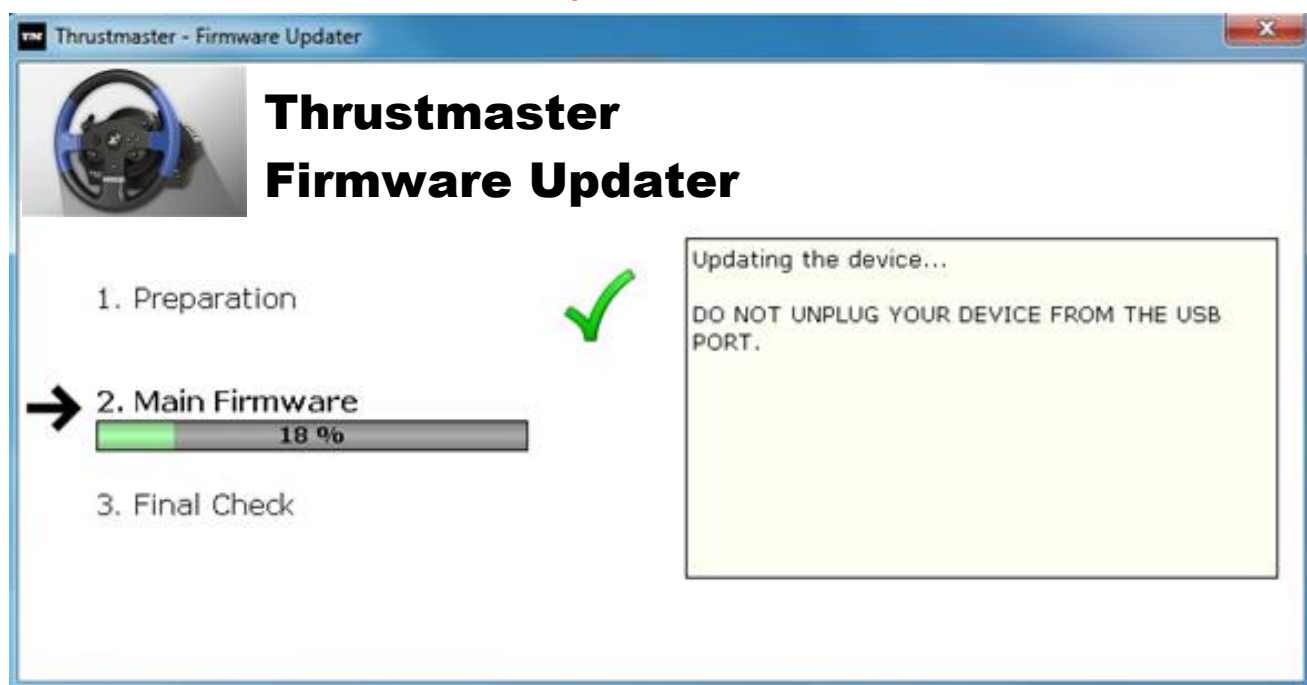 Thrustmaster - Firmware Updater
Thrustmaster
Firmware Updater
1. Preparation
2. Main Firmware
18 %
3. Final Check
Updating the device...
DO NOT UNPLUG YOUR DEVICE FROM THE USB
PORT.